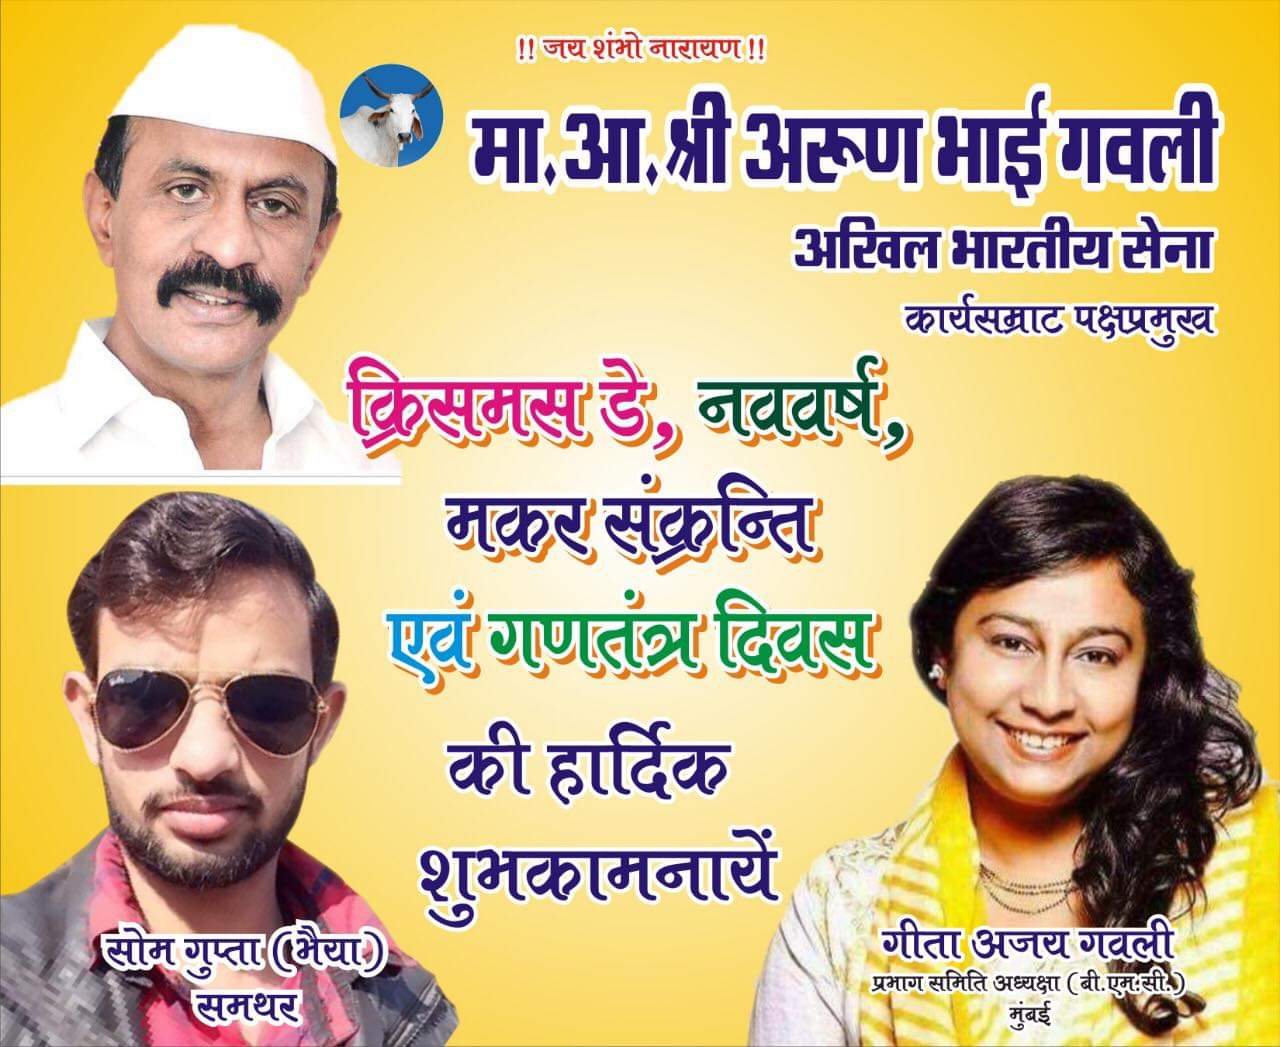 !! जय शंभो नारायण !!
मा.आ.श्री अरूण भाई गवली
अखिल भारतीय सेना
कार्यसम्राट पक्षप्रमुख
क्रिसमस डे, नववर्ष,
मकर संक्रन्ति
एवं गणतंत्र दिवस
की हार्दिक
शुभकामनायें
सोम गुप्ता (भैया)
समथर
गीता अजय गवली
प्रभाग समिति अध्यक्षा (बी.एम.सी.)
मुंबई